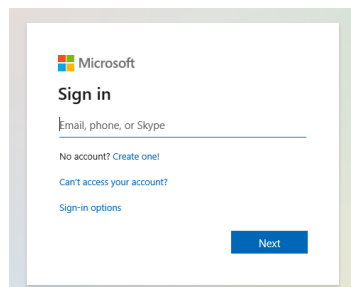 Microsoft
Sign in
Email, phone, or Skype
No account? Create one!
Can't access your account?
Sign-in options
Next